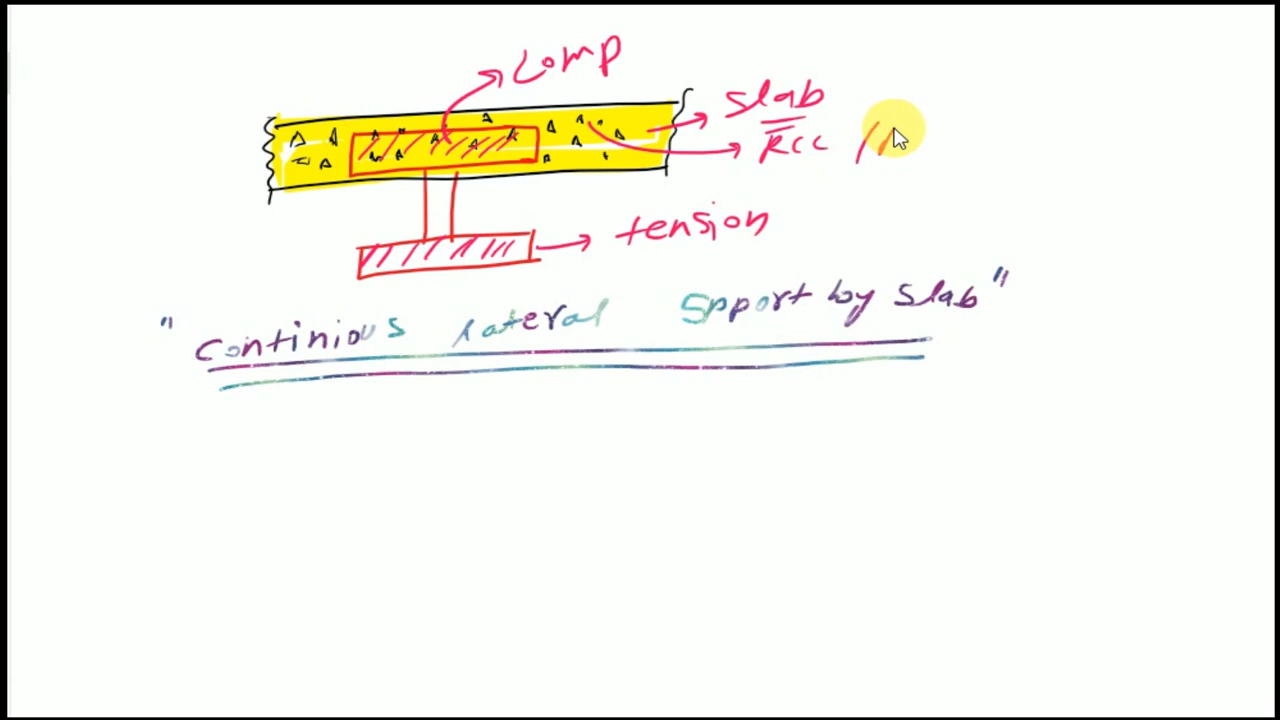 comp
slab
RCC //
tension
"continious lateral spport by slab"